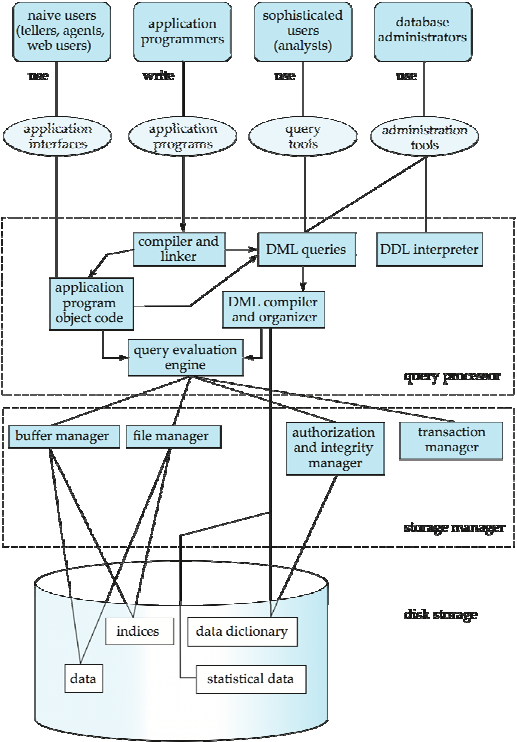 naive users
(tellers, agents,
web users)
application
programmers
sophisticated
users
(analysts)
database
administrators
use
write
use
use
application
interfaces
application
programs
query
tools
administration
tools
compiler and
linker
DML queries
DDL interpreter
application
program
object code
DML compiler
and organizer
query evaluation
engine
query processor
buffer manager
file manager
authorization
and integrity
manager
transaction
manager
storage manager
disk storage
indices
data dictionary
data
statistical data